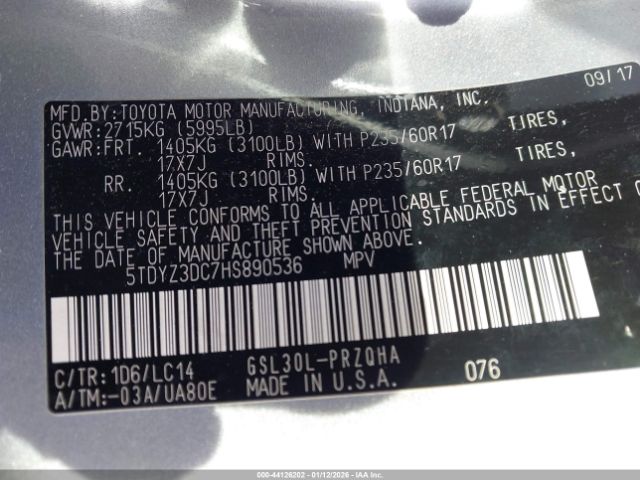 09/17
MFD.BY:TOYOTA MOTOR MANUFACTURING, INDIANA, INC.
GVWR:2715KG (5995LB)
GAWR:FRT. 1405KG (3100LB) WITH P235/60R17 TIRES,
17X7J RIMS.
RR. 1405KG (3100LB) WITH P235/60R17 TIRES,
17X7J RIMS.
THIS VEHICLE CONFORMS TO ALL APPLICABLE FEDERAL MOTOR
VEHICLE SAFETY AND THEFT PREVENTION STANDARDS IN EFFECT
THE DATE OF MANUFACTURE SHOWN ABOVE.
5TDYZ3DC7HS890536 MPV
C/TR:1D6/LC14 GSL30L-PRZQHA
A/TM:-03A/UA80E MADE IN U.S.A. 076
000-44126202 - 01/12/2026 - IAAI.com